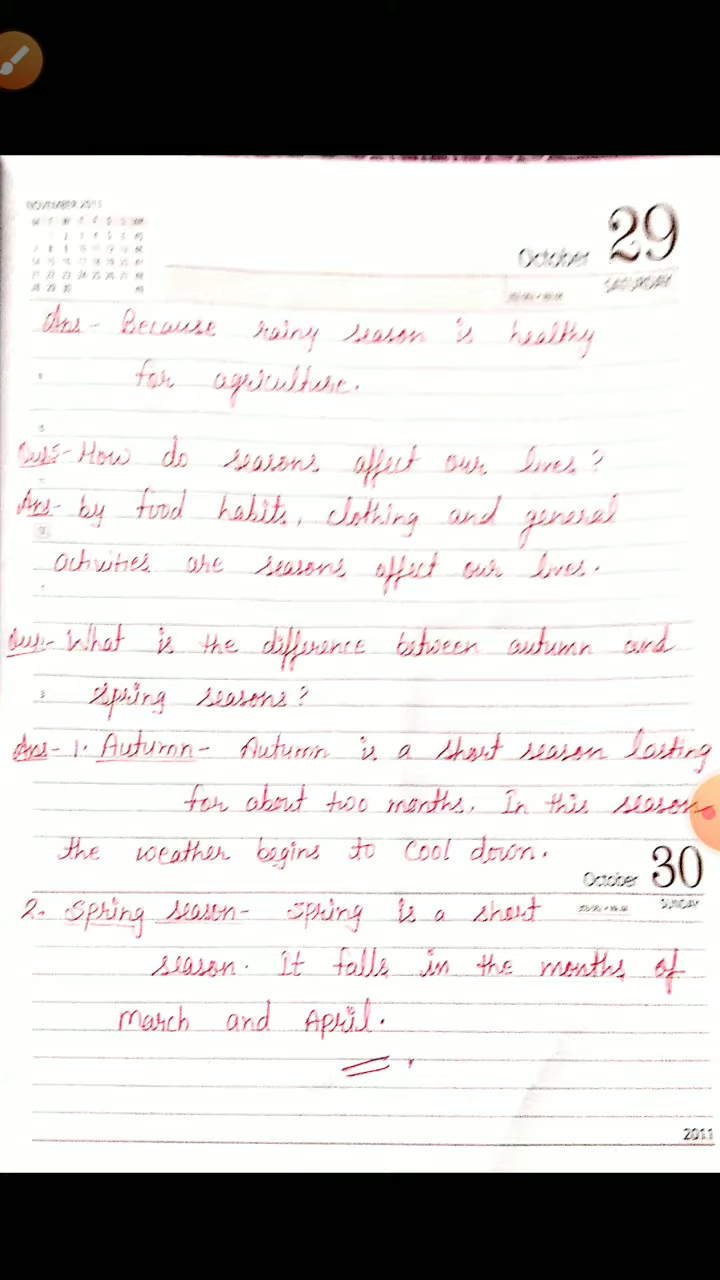 NOVEMBER 2011
October 29
SATURDAY
Ans - Because rainy season is healthy
for agriculture.
Ques - How do seasons affect our lives?
Ans - by food habits, clothing and general
activities are seasons affect our lives.
Ques - What is the difference between autumn and
spring seasons?
Ans - 1. Autumn - Autumn is a short season lasting
for about two months. In this season
the weather begins to cool down.
October 30
SUNDAY
2. Spring season - Spring is a short
season. It falls in the months of
March and April.
2011